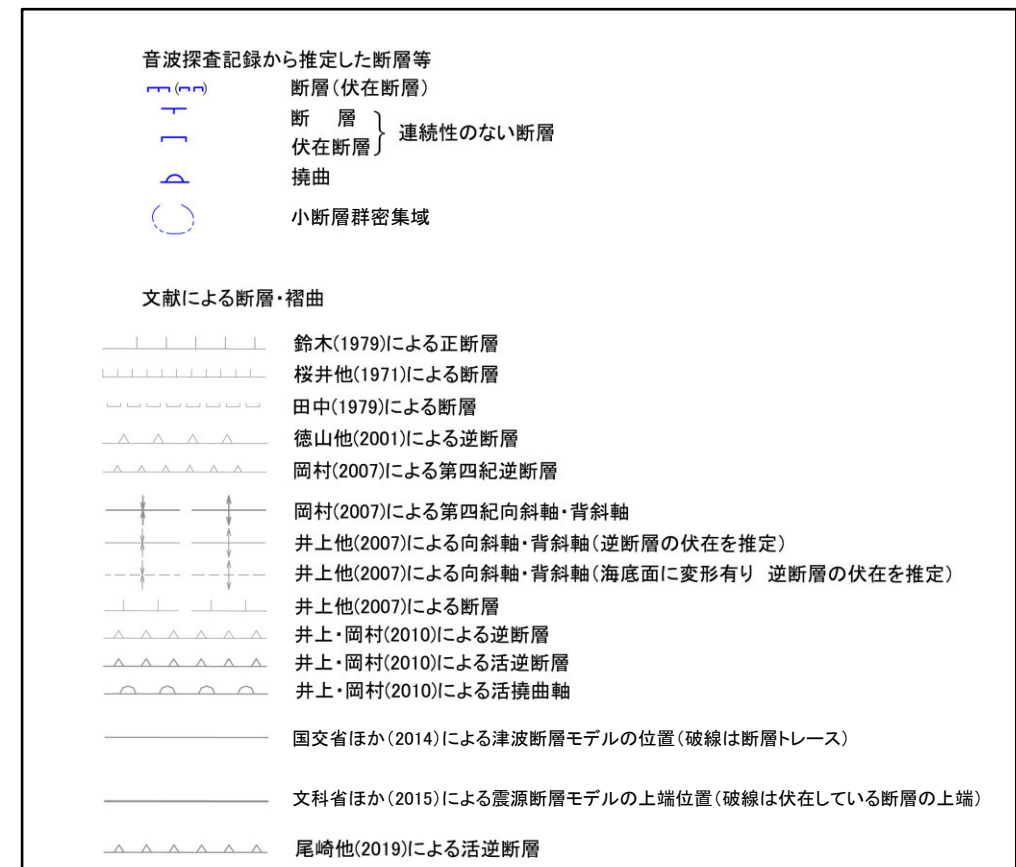 音波探査記録から推定した断層等
断層(伏在断層)
断　層
伏在断層
連続性のない断層
撓曲
小断層群密集域
文献による断層・褶曲
鈴木(1979)による正断層
桜井他(1971)による断層
田中(1979)による断層
徳山他(2001)による逆断層
岡村(2007)による第四紀逆断層
岡村(2007)による第四紀向斜軸・背斜軸
井上他(2007)による向斜軸・背斜軸(逆断層の伏在を推定)
井上他(2007)による向斜軸・背斜軸(海底面に変形有り 逆断層の伏在を推定)
井上他(2007)による断層
井上・岡村(2010)による逆断層
井上・岡村(2010)による活逆断層
井上・岡村(2010)による活撓曲軸
国交省ほか(2014)による津波断層モデルの位置(破線は断層トレース)
文科省ほか(2015)による震源断層モデルの上端位置(破線は伏在している断層の上端)
尾崎他(2019)による活逆断層